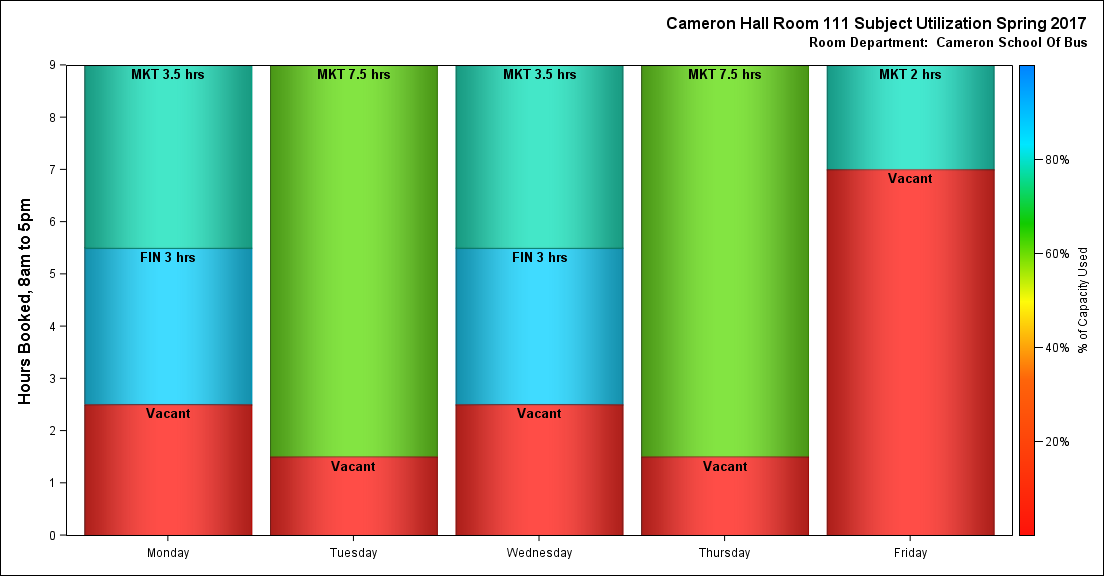 Cameron Hall Room 111 Subject Utilization Spring 2017
Room Department:  Cameron School Of Bus
Hours Booked, 8am to 5pm
9
8
7
6
5
4
3
2
1
0
MKT 3.5 hrs
FIN 3 hrs
Vacant
MKT 7.5 hrs
Vacant
MKT 3.5 hrs
FIN 3 hrs
Vacant
MKT 7.5 hrs
Vacant
MKT 2 hrs
Vacant
Monday
Tuesday
Wednesday
Thursday
Friday
80%
60%
40%
20%
% of Capacity Used